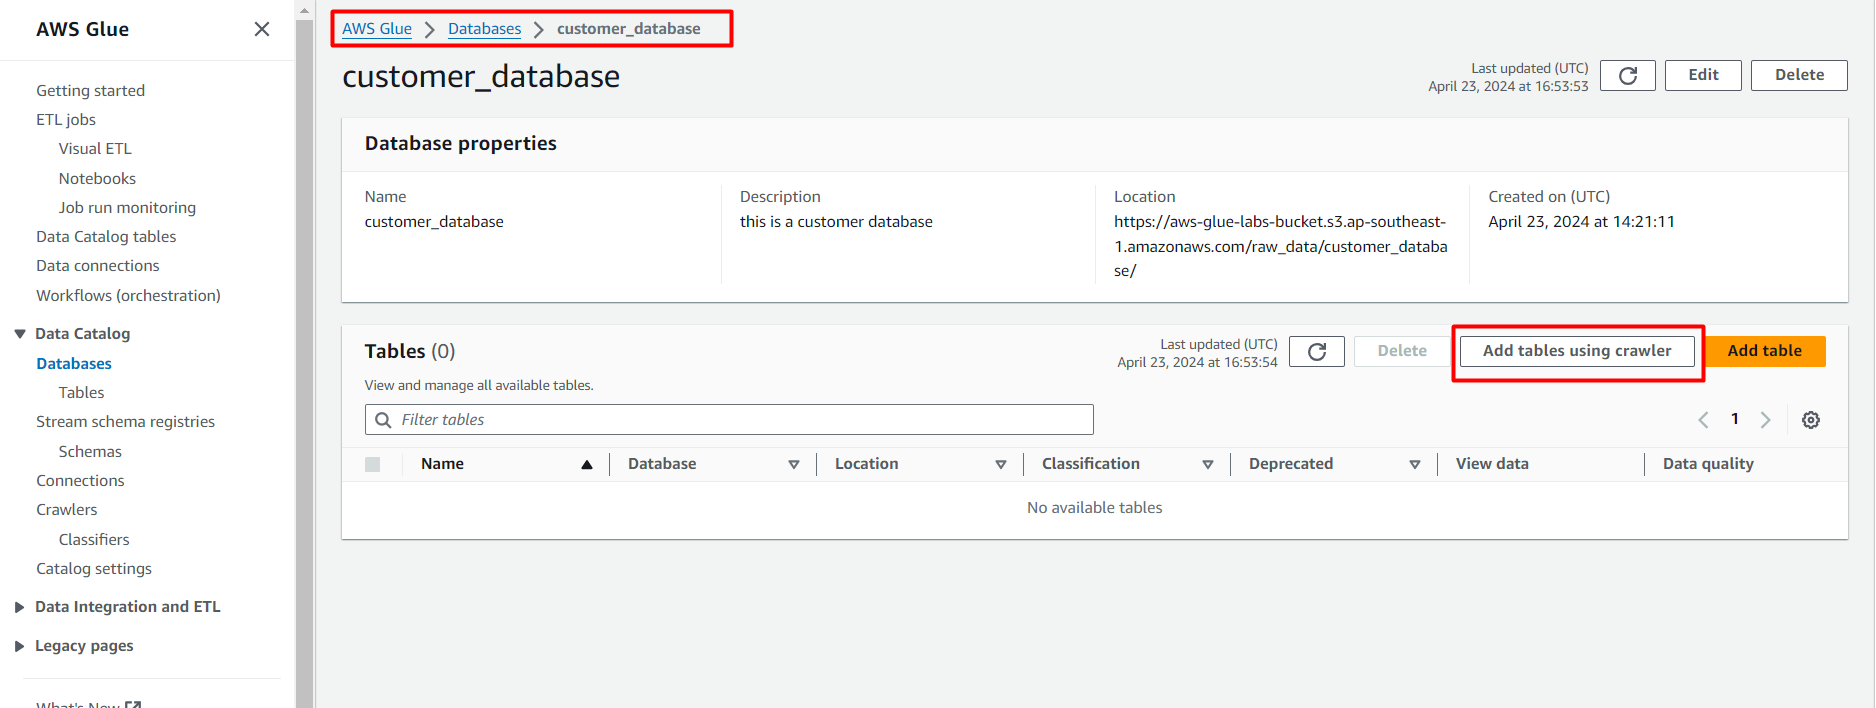 AWS Glue
Getting started
ETL jobs
Visual ETL
Notebooks
Job run monitoring
Data Catalog tables
Data connections
Workflows (orchestration)
Data Catalog
Databases
Tables
Stream schema registries
Schemas
Connections
Crawlers
Classifiers
Catalog settings
Data Integration and ETL
Legacy pages
What's New
AWS Glue Databases customer_database
customer_database
Last updated (UTC)
April 23, 2024 at 16:53:53
Edit
Delete
Database properties
Name
customer_database
Description
this is a customer database
Location
https://aws-glue-labs-bucket.s3.ap-southeast-
1.amazonaws.com/raw_data/customer_databa
se/
Created on (UTC)
April 23, 2024 at 14:21:11
Tables (0)
View and manage all available tables.
Last updated (UTC)
April 23, 2024 at 16:53:54
Delete
Add tables using crawler
Add table
Filter tables
1
Name Database Location Classification Deprecated View data Data quality
No available tables